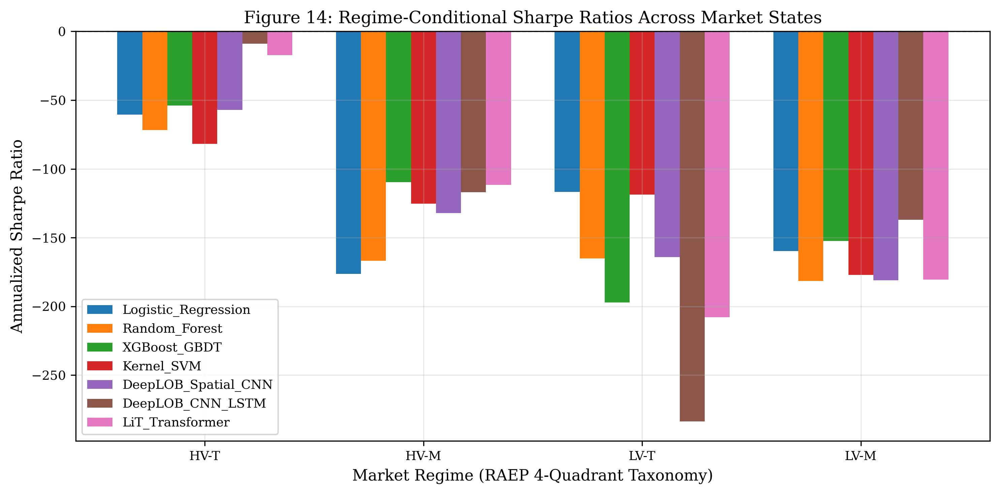 Figure 14: Regime-Conditional Sharpe Ratios Across Market States
Annualized Sharpe Ratio
0
−50
−100
−150
−200
−250
Logistic_Regression
Random_Forest
XGBoost_GBDT
Kernel_SVM
DeepLOB_Spatial_CNN
DeepLOB_CNN_LSTM
LiT_Transformer
HV-T HV-M LV-T LV-M
Market Regime (RAEP 4-Quadrant Taxonomy)